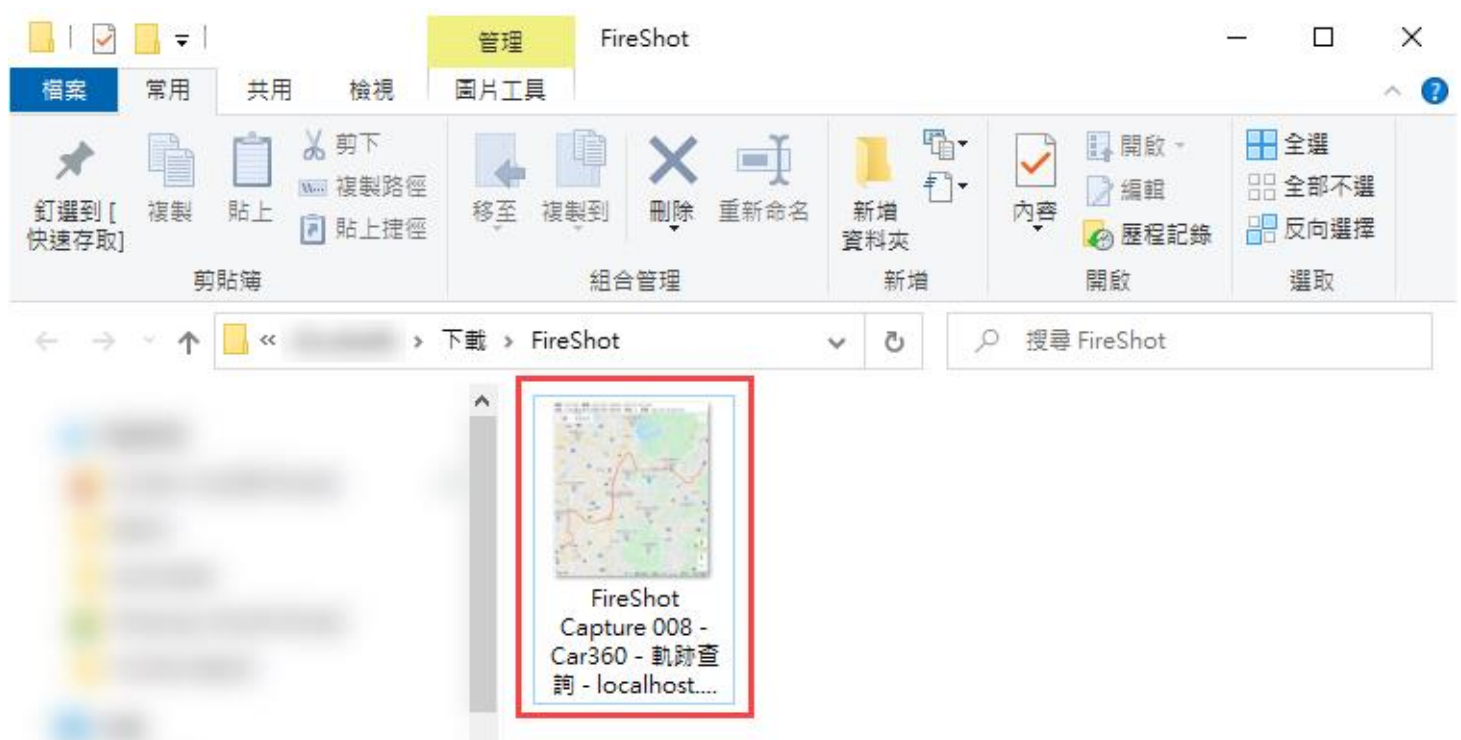 管理 FireShot
檔案 常用 共用 檢視 圖片工具
釘選到 [
快速存取]
複製
貼上
剪下
複製路徑
貼上捷徑
剪貼簿
移至
複製到
刪除
重新命名
組合管理
新增
資料夾
新增
內容
開啟
編輯
歷程記錄
開啟
全選
全部不選
反向選擇
選取
« › 下載 › FireShot
搜尋 FireShot
FireShot
Capture 008 -
Car360 - 軌跡查
詢 - localhost....